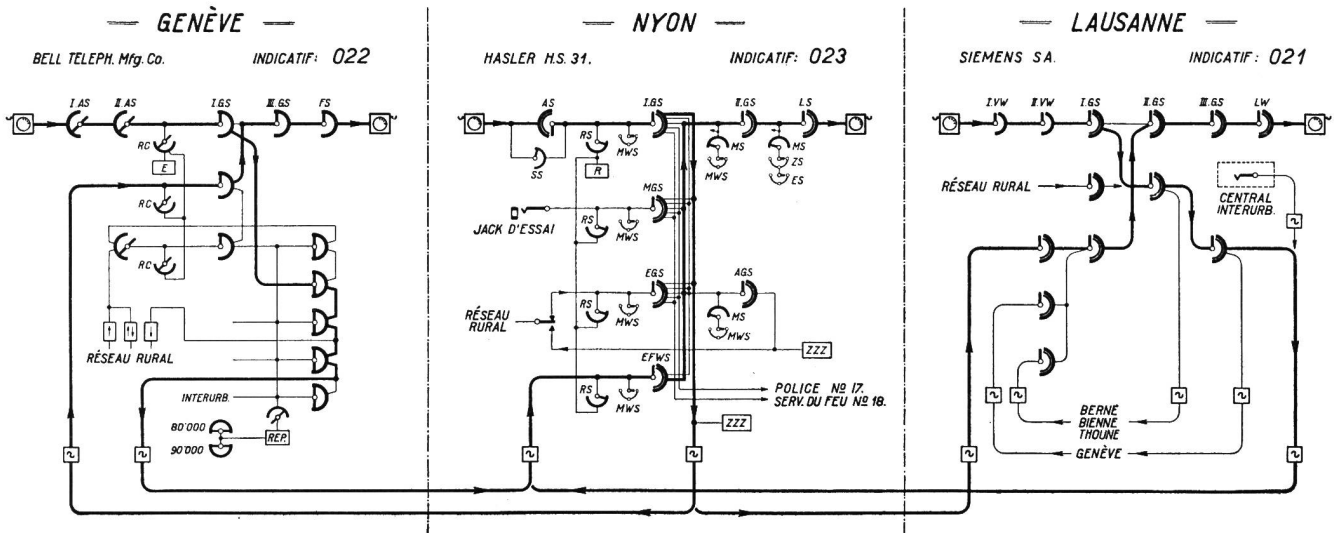 GENÈVE
BELL TELEPH. Mfg. Co. INDICATIF: 022
I.AS II.AS I.GS III.GS FS
RC
E
RC
RC
RÉSEAU RURAL
INTERURB.
80'000
90'000
REP.
NYON
HASLER H.S. 31. INDICATIF: 023
AS I.GS II.GS LS
RS MWS MS MS
SS R MWS ZS
ES
MGS
JACK D'ESSAI RS MWS
EGS AGS
RÉSEAU RURAL RS MWS MS
MWS
ZZZ
EFWS
RS MWS
POLICE Nº 17.
SERV. DU FEU Nº 18.
ZZZ
LAUSANNE
SIEMENS S.A. INDICATIF: 021
I.VW II.VW I.GS II.GS III.GS LW
RÉSEAU RURAL
CENTRAL
INTERURB.
BERNE
BIENNE
THOUNE
GENÈVE